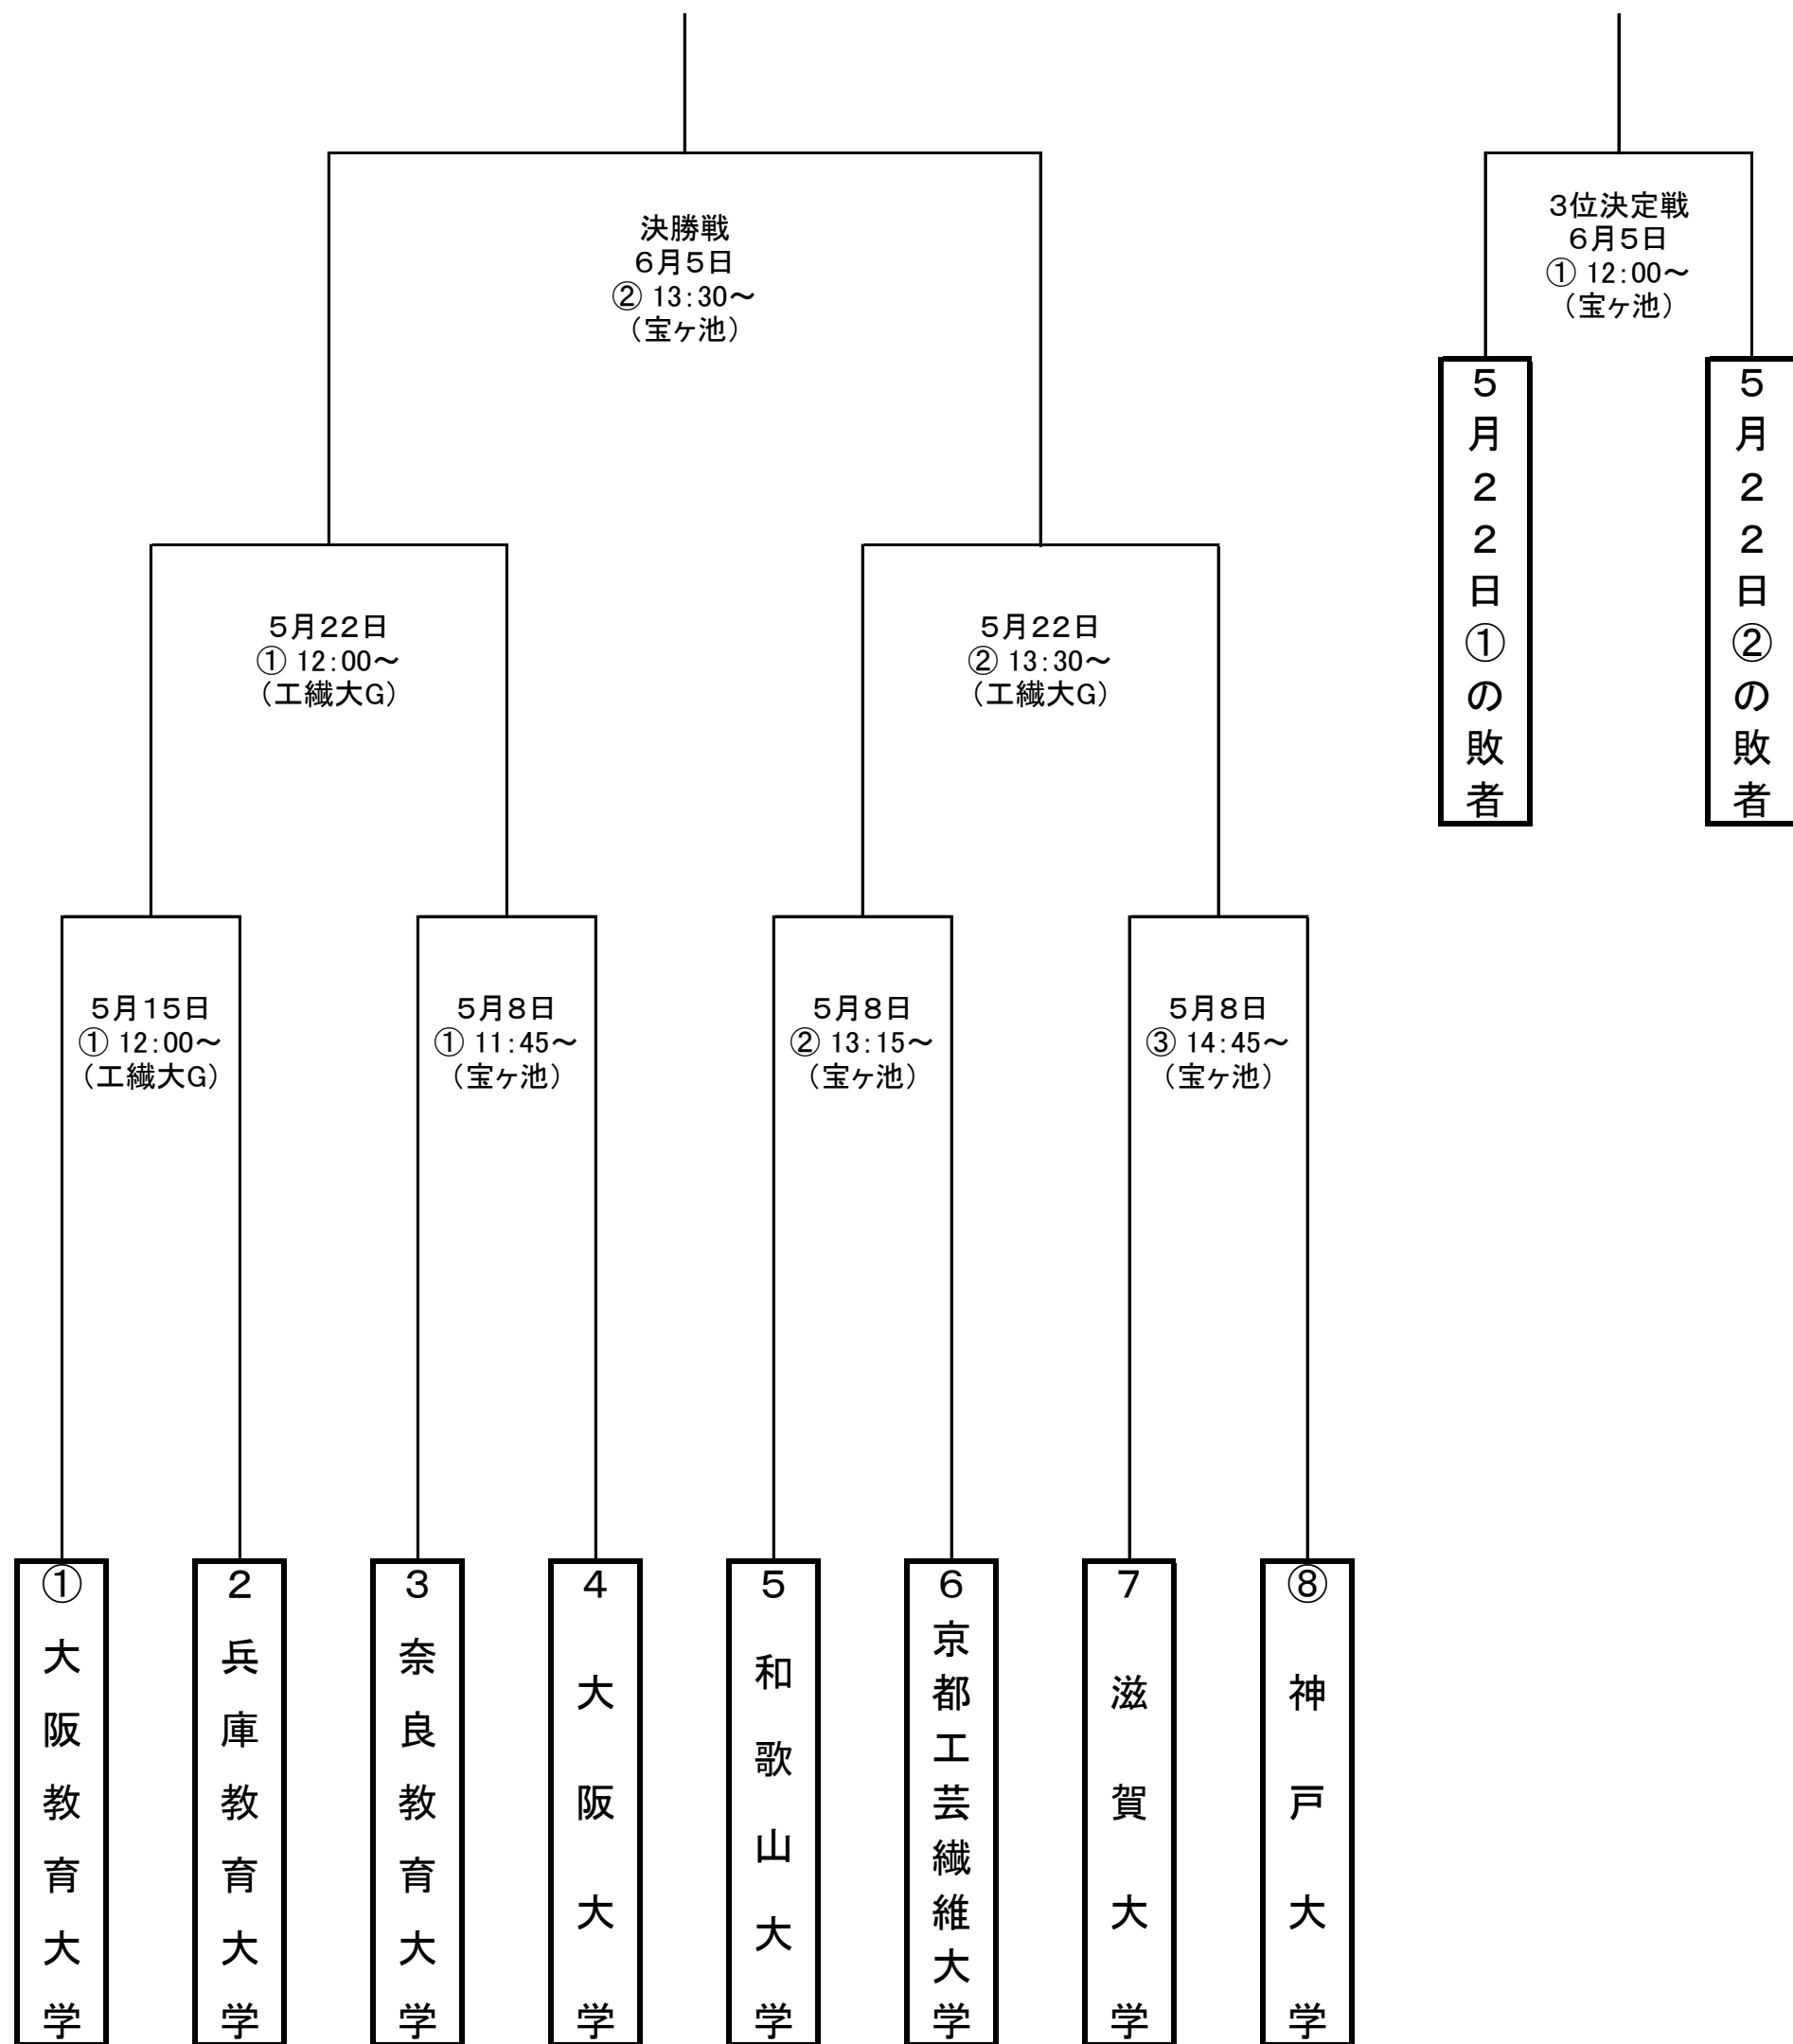 決勝戦
６月５日
② 13:30～
（宝ヶ池）
３位決定戦
６月５日
① 12:00～
（宝ヶ池）
５月２２日①の敗者
５月２２日②の敗者
５月２２日
① 12:00～
（工繊大G）
５月２２日
② 13:30～
（工繊大G）
５月１５日
① 12:00～
（工繊大G）
５月８日
① 11:45～
（宝ヶ池）
５月８日
② 13:15～
（宝ヶ池）
５月８日
③ 14:45～
（宝ヶ池）
①大阪教育大学
２兵庫教育大学
３奈良教育大学
４大阪大学
５和歌山大学
６京都工芸繊維大学
７滋賀大学
⑧神戸大学